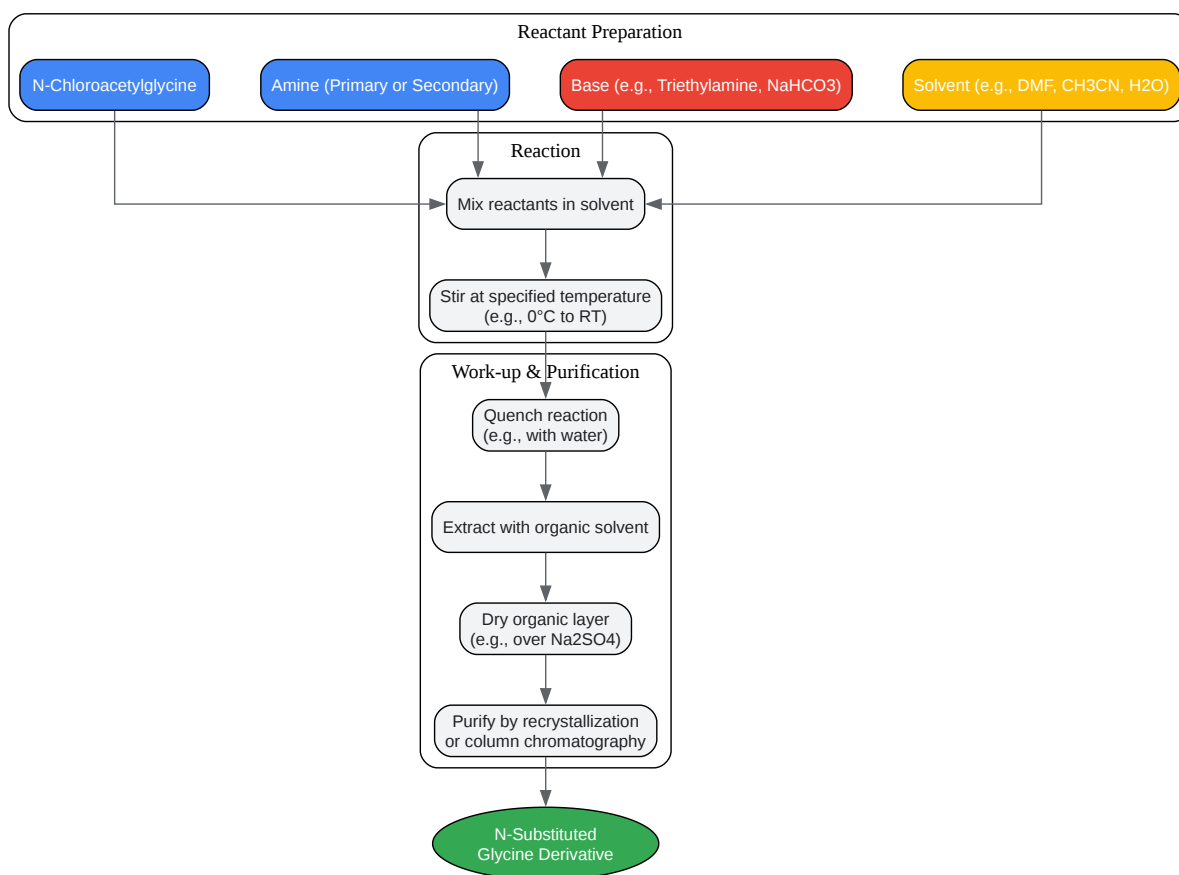 Reactant Preparation
N-Chloroacetylglycine
Amine (Primary or Secondary)
Base (e.g., Triethylamine, NaHCO3)
Solvent (e.g., DMF, CH3CN, H2O)
Reaction
Mix reactants in solvent
Stir at specified temperature
(e.g., 0°C to RT)
Work-up & Purification
Quench reaction
(e.g., with water)
Extract with organic solvent
Dry organic layer
(e.g., over Na2SO4)
Purify by recrystallization
or column chromatography
N-Substituted
Glycine Derivative